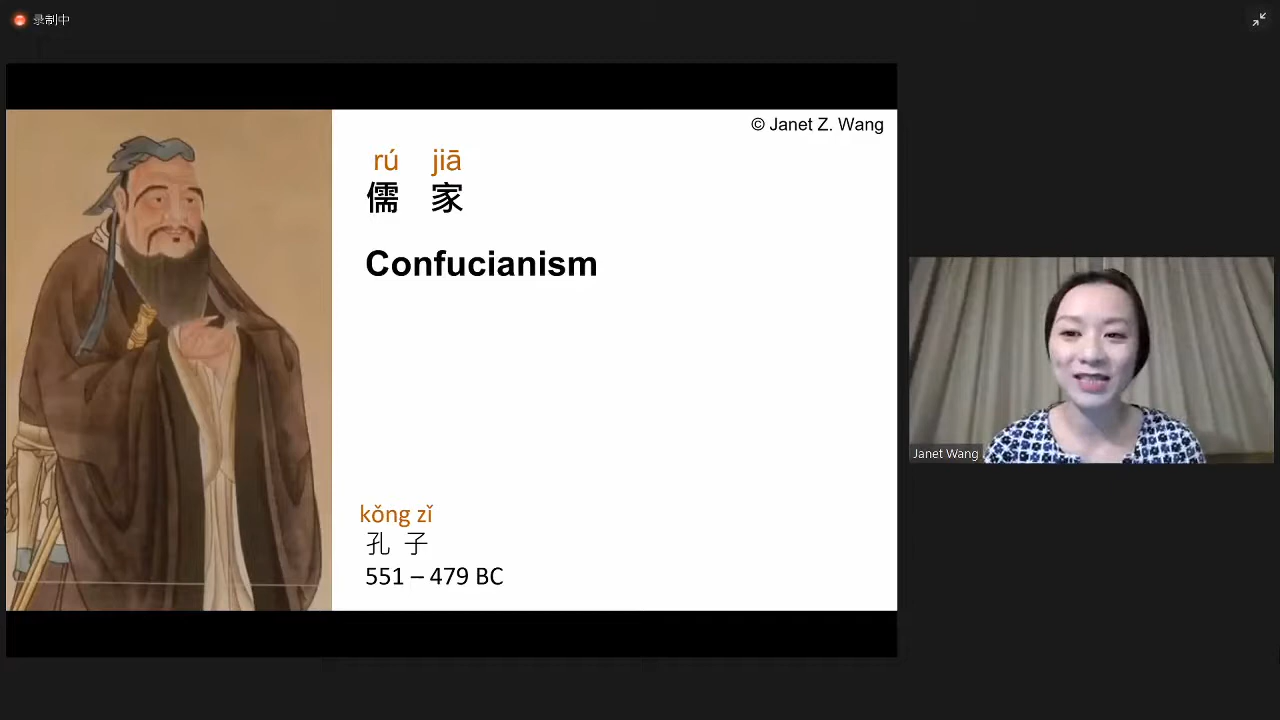 录制中
© Janet Z. Wang
rú jiā
儒 家
Confucianism
kǒng zǐ
孔 子
551 – 479 BC
Janet Wang